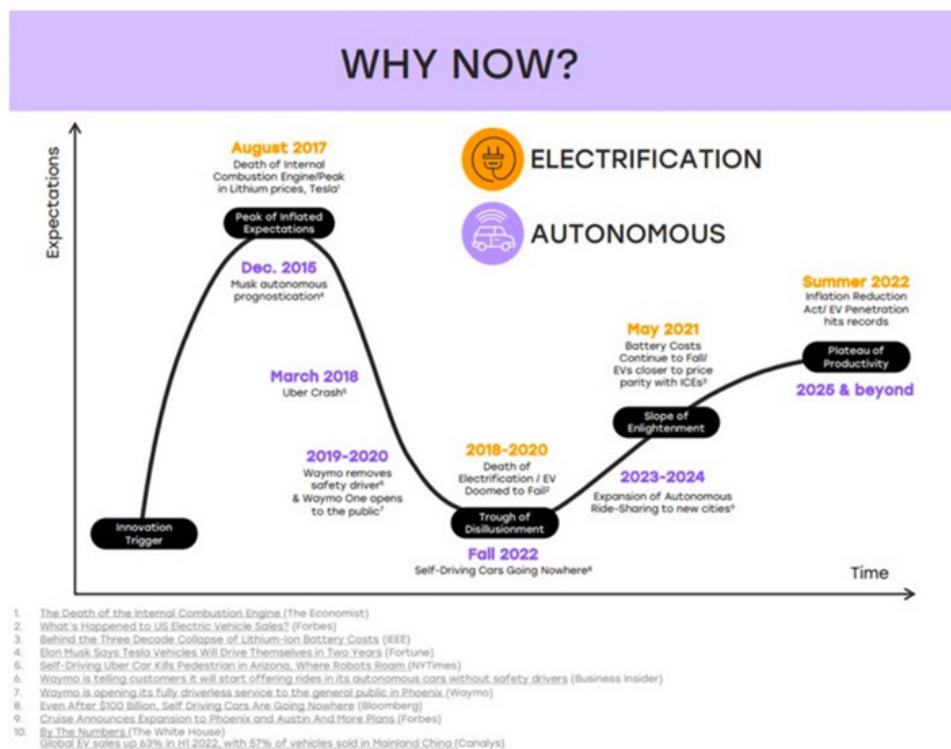 WHY NOW?
Expectations
August 2017
Death of Internal
Combustion Engine/Peak
in Lithium prices, Tesla¹
Peak of Inflated
Expectations
Dec. 2015
Musk autonomous
prognostication⁴
ELECTRIFICATION
AUTONOMOUS
March 2018
Uber Crash⁵
2019-2020
Waymo removes
safety driver⁶
& Waymo One opens
to the public⁷
Innovation
Trigger
2018-2020
Death of
Electrification / EV
Doomed to Fail²
Trough of
Disillusionment
Fall 2022
Self-Driving Cars Going Nowhere⁸
May 2021
Battery Costs
Continue to Fall/
EVs closer to price
parity with ICEs³
Slope of
Enlightenment
2023-2024
Expansion of Autonomous
Ride-Sharing to new cities⁹
Summer 2022
Inflation Reduction
Act/ EV Penetration
hits records
Plateau of
Productivity
2025 & beyond
Time
1. The Death of the Internal Combustion Engine (The Economist)
2. What's Happened to US Electric Vehicle Sales? (Forbes)
3. Behind the Three Decade Collapse of Lithium-Ion Battery Costs (IEEE)
4. Elon Musk Says Tesla Vehicles Will Drive Themselves in Two Years (Fortune)
5. Self-Driving Uber Car Kills Pedestrian in Arizona, Where Robots Roam (NYTimes)
6. Waymo is telling customers it will start offering rides in its autonomous cars without safety drivers (Business Insider)
7. Waymo is opening its fully driverless service to the general public in Phoenix (Waymo)
8. Even After $100 Billion, Self Driving Cars Are Going Nowhere (Bloomberg)
9. Cruise Announces Expansion to Phoenix and Austin And More Plans (Forbes)
10. By The Numbers (The White House)
Global EV sales up 63% in H1 2022, with 57% of vehicles sold in Mainland China (Canalys)